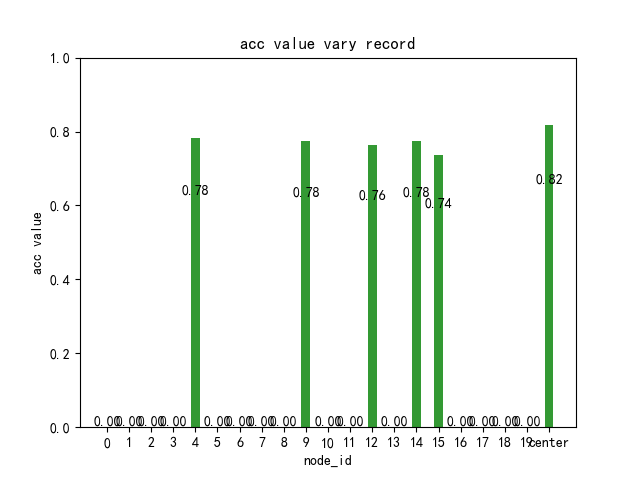 acc value vary record
1.0
0.8
0.6
0.4
0.2
0.0
acc value
0.82
0.78 0.78 0.76 0.78 0.74
0.00 0.00 0.00 0.00 0.00 0.00 0.00 0.00 0.00 0.00 0.00 0.00 0.00 0.00 0.00
0 1 2 3 4 5 6 7 8 9 10 11 12 13 14 15 16 17 18 19 center
node_id